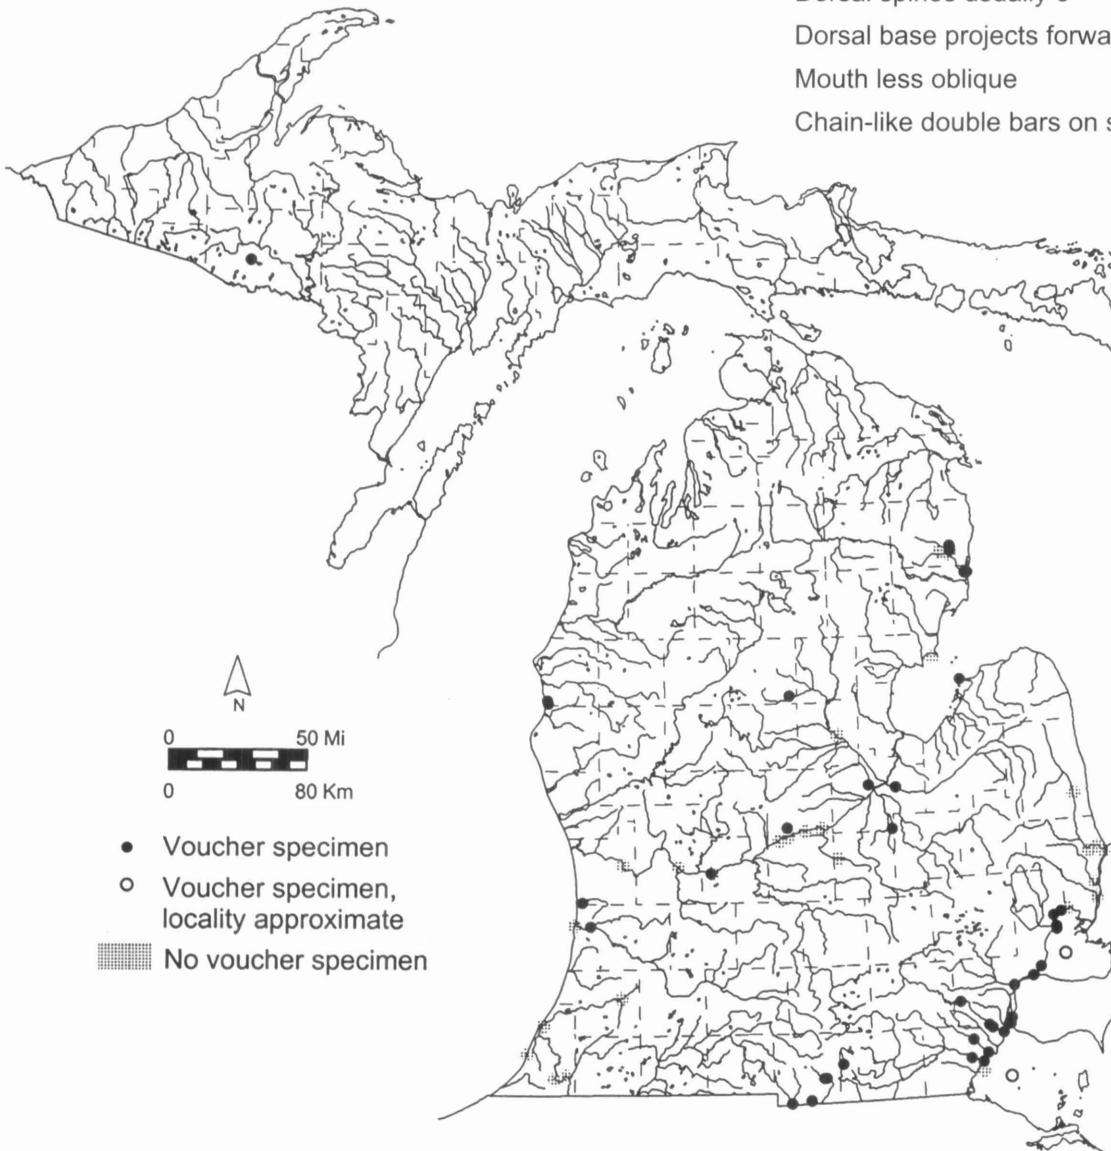 Dorsal base projects
Mouth less oblique
Chain-like double bars on
N
0 50 Mi
0 80 Km
Voucher specimen
Voucher specimen,
locality approximate
No voucher specimen